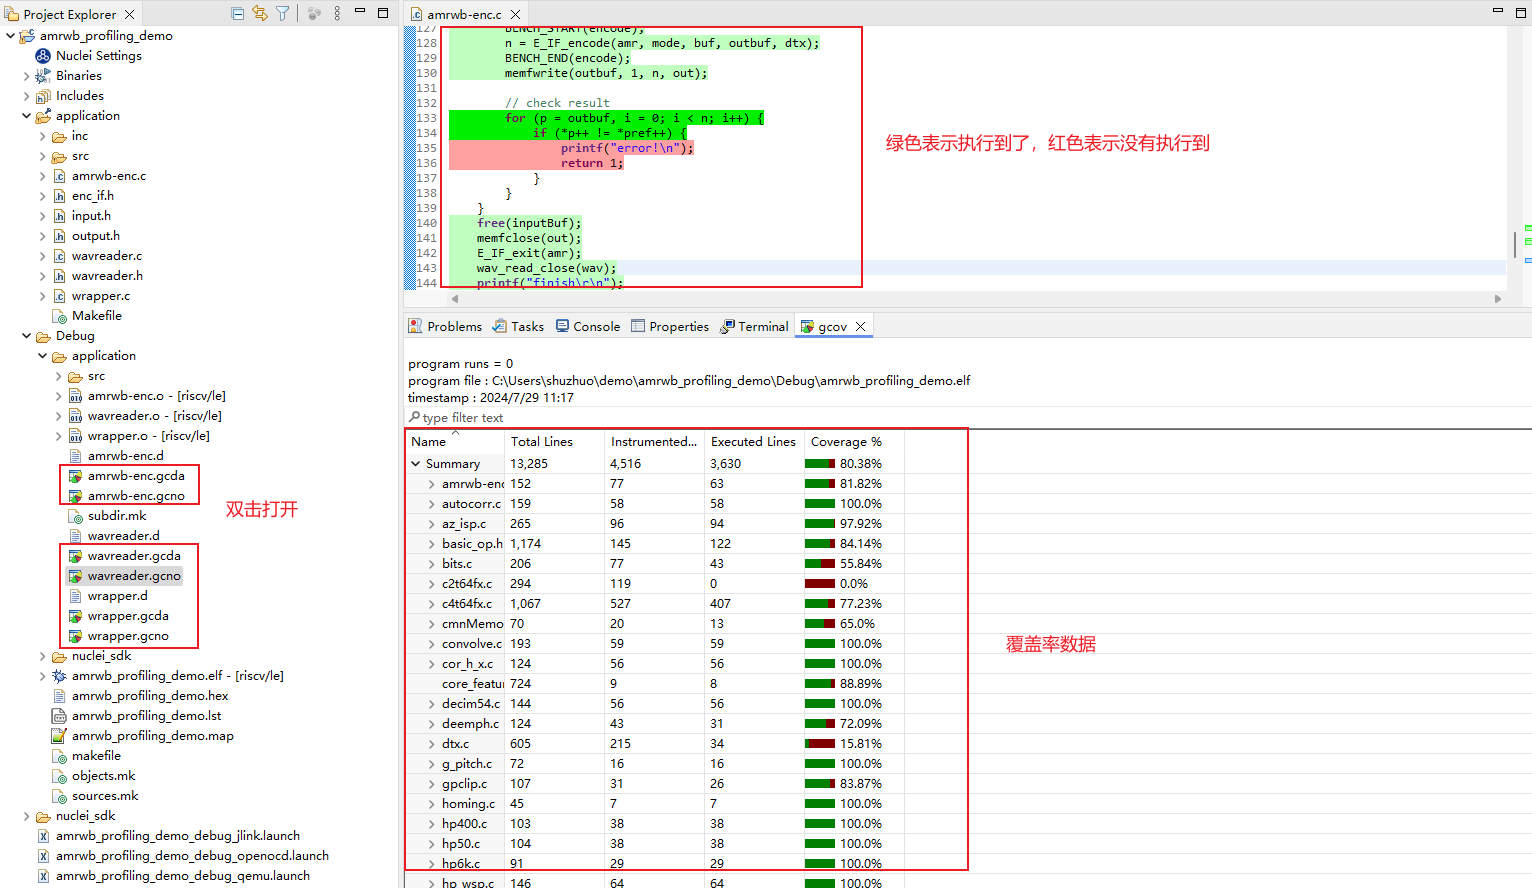 Project Explorer
amrwb_profiling_demo
Nuclei Settings
Binaries
Includes
application
inc
src
amrwb-enc.c
enc_if.h
input.h
output.h
wavreader.c
wavreader.h
wrapper.c
Makefile
Debug
application
src
amrwb-enc.o - [riscv/le]
wavreader.o - [riscv/le]
wrapper.o - [riscv/le]
amrwb-enc.d
amrwb-enc.gcda
amrwb-enc.gcno
subdir.mk
wavreader.d
wavreader.gcda
wavreader.gcno
wrapper.d
wrapper.gcda
wrapper.gcno
nuclei_sdk
amrwb_profiling_demo.elf - [riscv/le]
amrwb_profiling_demo.hex
amrwb_profiling_demo.lst
amrwb_profiling_demo.map
makefile
objects.mk
sources.mk
nuclei_sdk
amrwb_profiling_demo_debug_jlink.launch
amrwb_profiling_demo_debug_openocd.launch
amrwb_profiling_demo_debug_qemu.launch
双击打开
amrwb-enc.c
127 BENCH_START(encode);
128 n = E_IF_encode(amr, mode, buf, outbuf, dtx);
129 BENCH_END(encode);
130 memfwrite(outbuf, 1, n, out);
131
132 // check result
133 for (p = outbuf, i = 0; i < n; i++) {
134 if (*p++ != *pref++) {
135 printf("error!\n");
136 return 1;
137 }
138 }
139 }
140 free(inputBuf);
141 memfclose(out);
142 E_IF_exit(amr);
143 wav_read_close(wav);
144 printf("finish\r\n");
绿色表示执行到了，红色表示没有执行到
Problems Tasks Console Properties Terminal gcov
program runs = 0
program file : C:\Users\shuzhuo\demo\amrwb_profiling_demo\Debug\amrwb_profiling_demo.elf
timestamp : 2024/7/29 11:17
type filter text
Name Total Lines Instrumented... Executed Lines Coverage %
Summary 13,285 4,516 3,630 80.38%
amrwb-enc 152 77 63 81.82%
autocorr.c 159 58 58 100.0%
az_isp.c 265 96 94 97.92%
basic_op.h 1,174 145 122 84.14%
bits.c 206 77 43 55.84%
c2t64fx.c 294 119 0 0.0%
c4t64fx.c 1,067 527 407 77.23%
cmnMemo 70 20 13 65.0%
convolve.c 193 59 59 100.0%
cor_h_x.c 124 56 56 100.0%
core_featur 724 9 8 88.89%
decim54.c 144 56 56 100.0%
deemph.c 124 43 31 72.09%
dtx.c 605 215 34 15.81%
g_pitch.c 72 16 16 100.0%
gpclip.c 107 31 26 83.87%
homing.c 45 7 7 100.0%
hp400.c 103 38 38 100.0%
hp50.c 104 38 38 100.0%
hp6k.c 91 29 29 100.0%
hp_wsp.c 146 64 64 100.0%
覆盖率数据